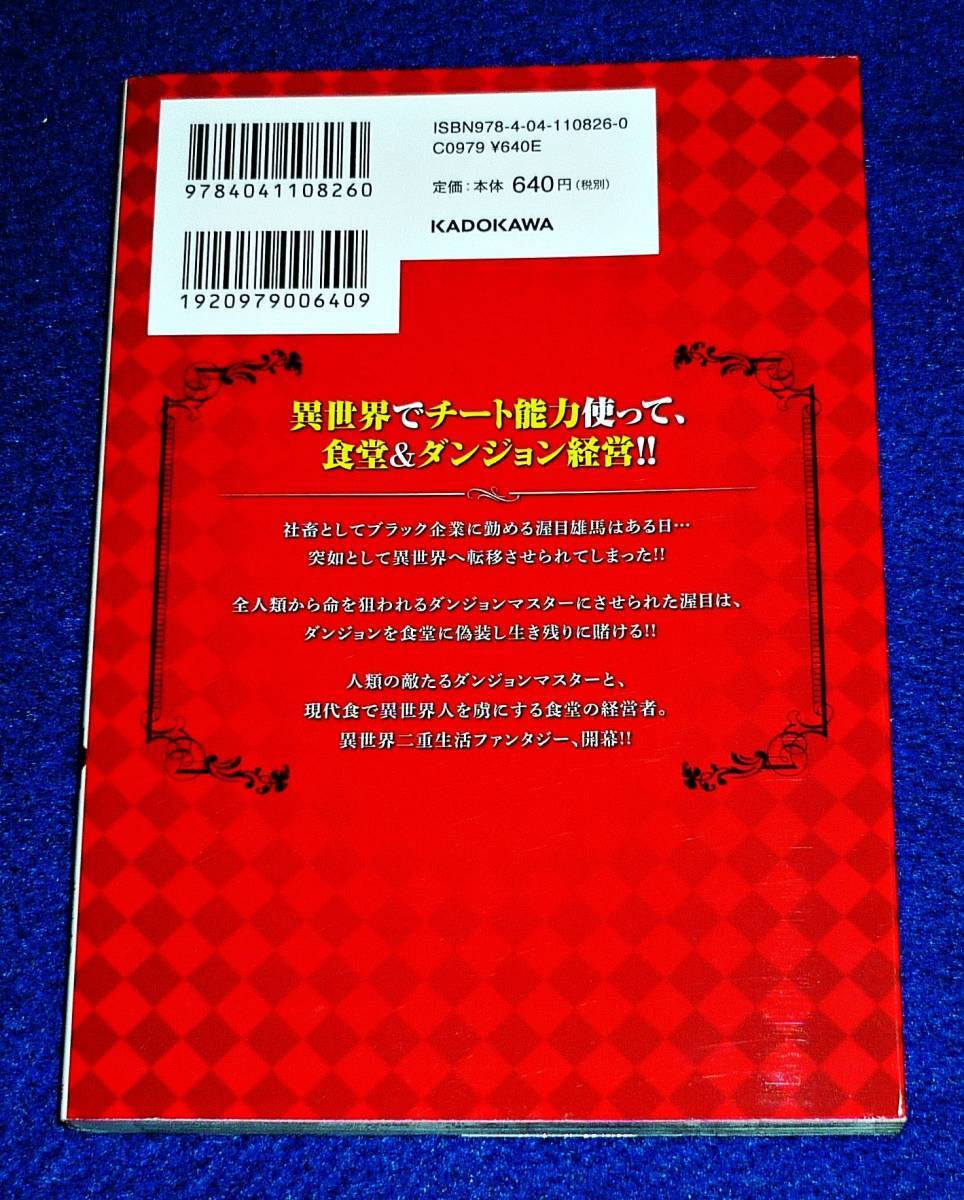 ISBN978-4-04-110826-0
C0979 ¥640E
定価:本体 640円(税別)
KADOKAWA
9784041108260
1920979006409
異世界でチート能力使って、
食堂&ダンジョン経営!!
社畜としてブラック企業に勤める渥目雄馬はある日…
突如として異世界へ転移させられてしまった!!
全人類から命を狙われるダンジョンマスターにさせられた渥目は、
ダンジョンを食堂に偽装し生き残りに賭ける!!
人類の敵たるダンジョンマスターと、
現代食で異世界人を虜にする食堂の経営者。
異世界二重生活ファンタジー、開幕!!